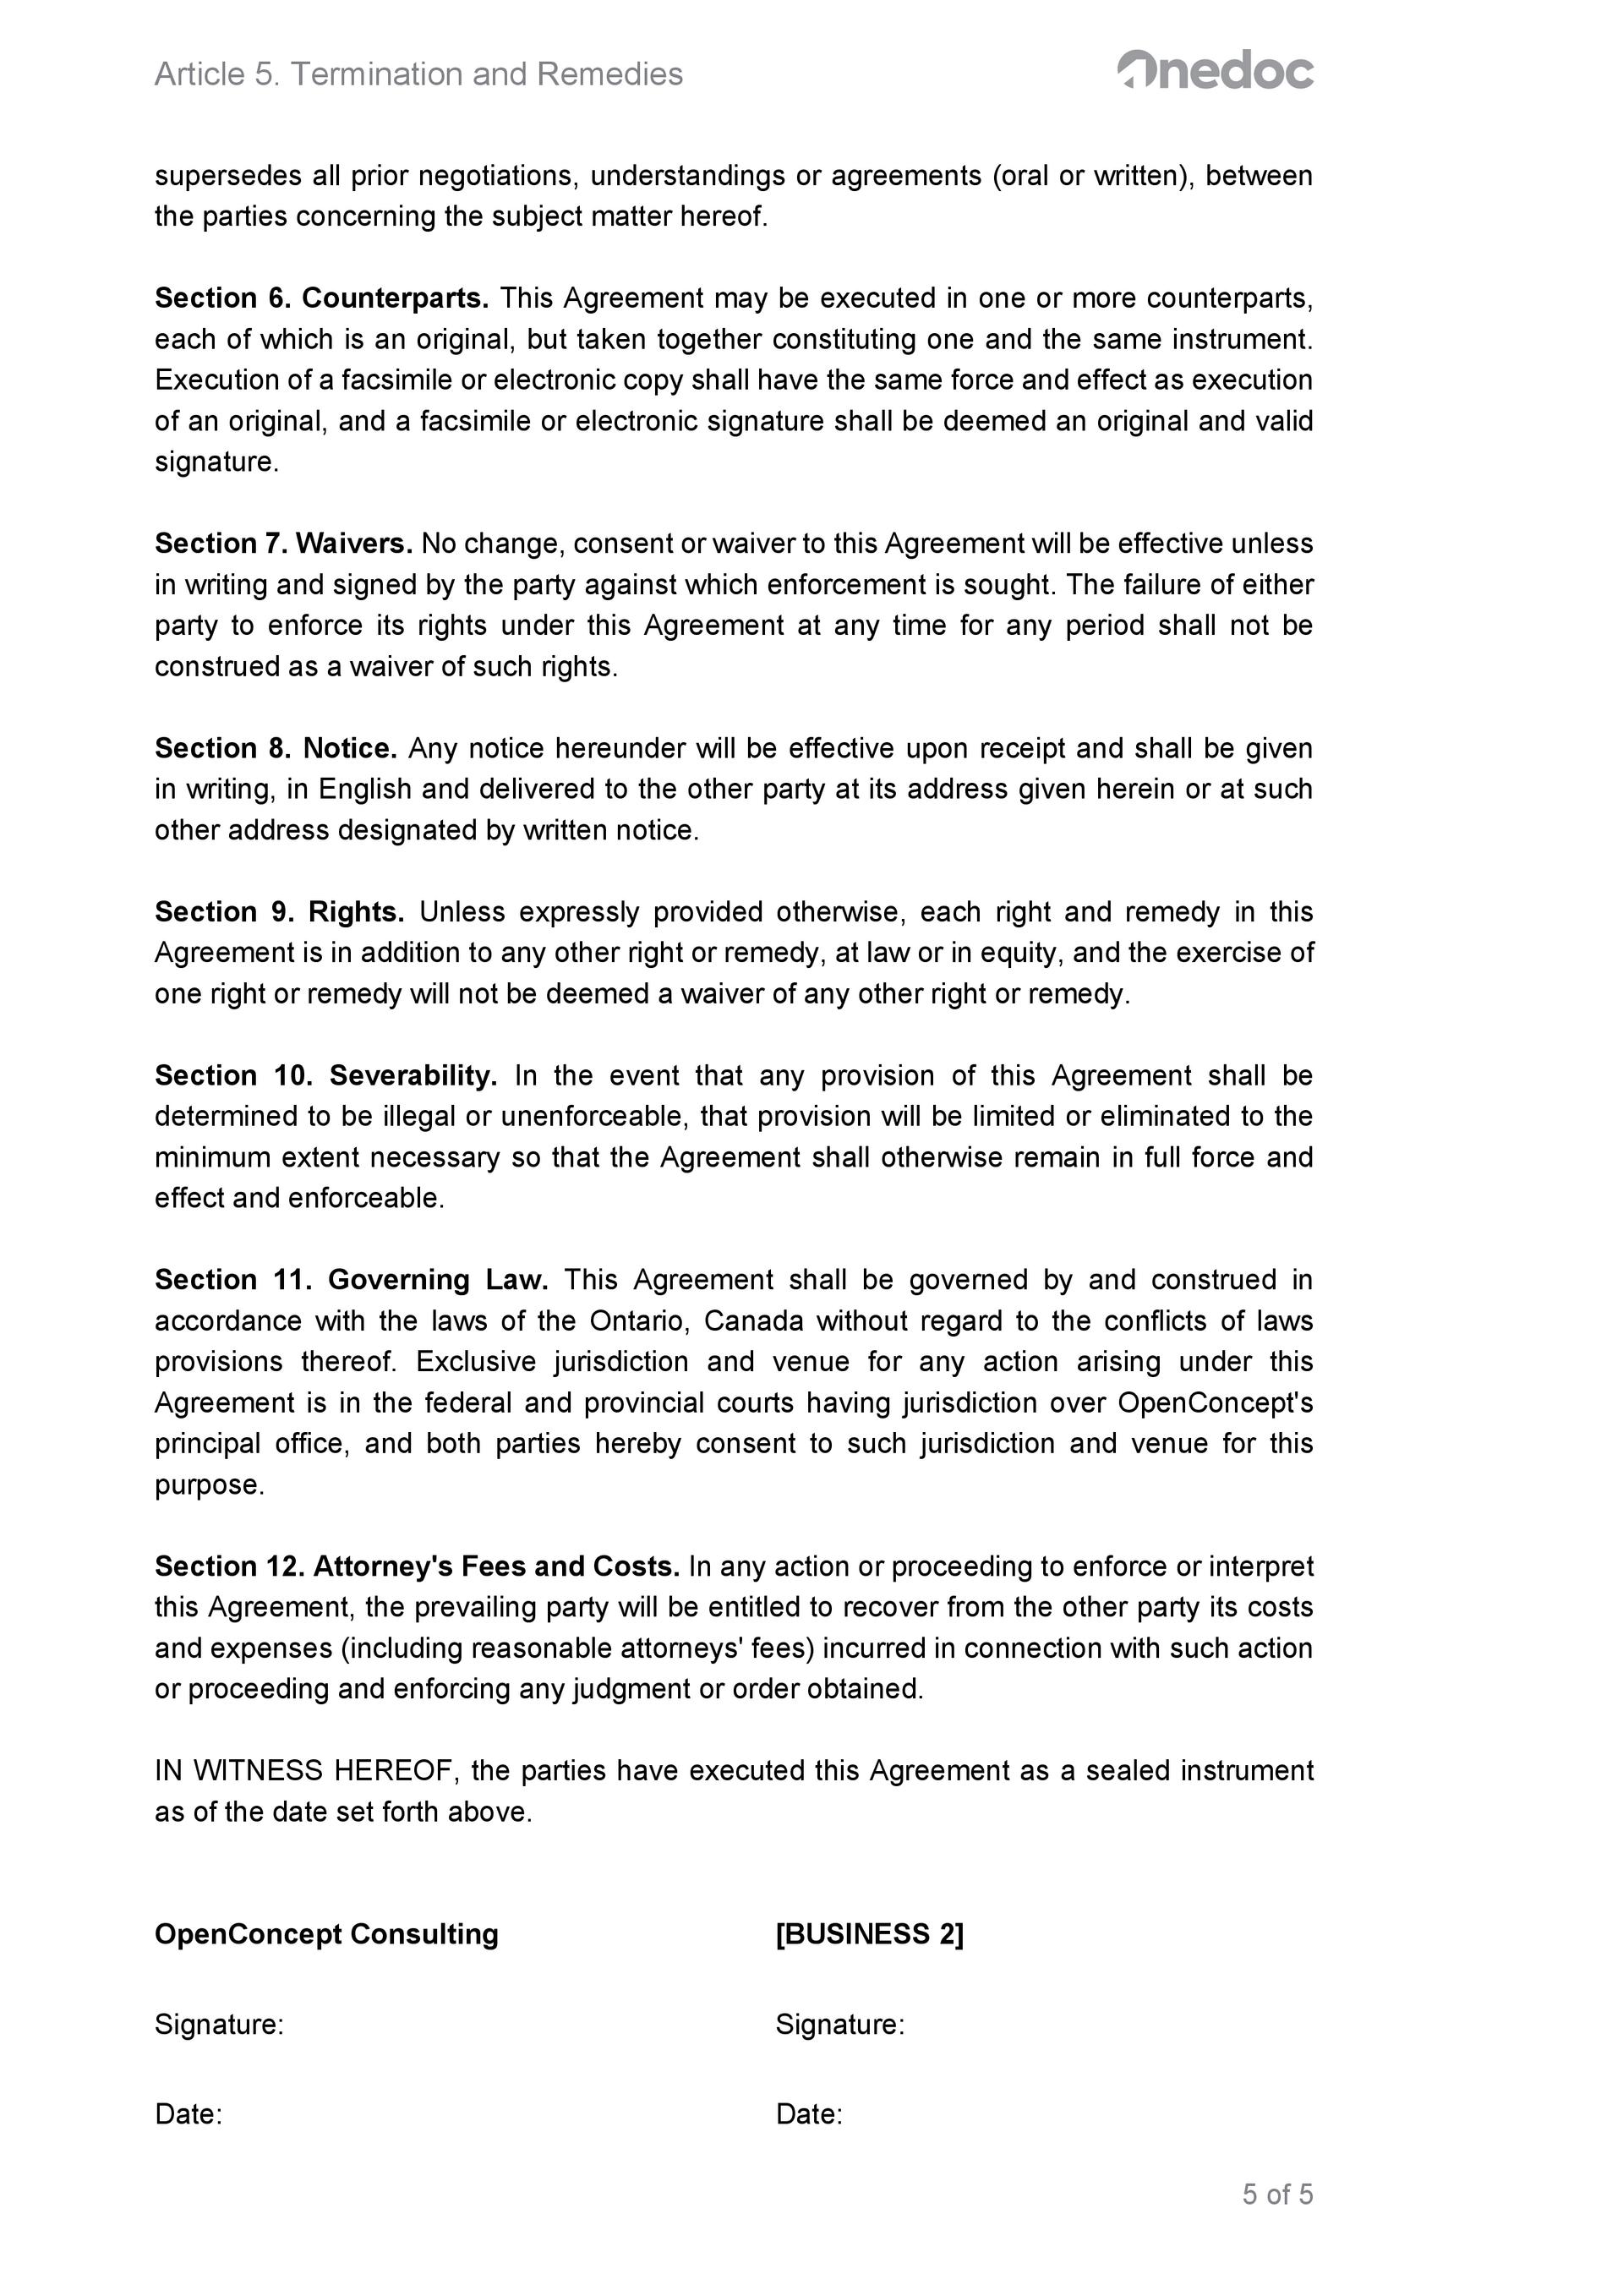 Article 5. Termination and Remedies
Onedoc
supersedes all prior negotiations, understandings or agreements (oral or written), between
the parties concerning the subject matter hereof.
Section 6. Counterparts. This Agreement may be executed in one or more counterparts,
each of which is an original, but taken together constituting one and the same instrument.
Execution of a facsimile or electronic copy shall have the same force and effect as execution
of an original, and a facsimile or electronic signature shall be deemed an original and valid
signature.
Section 7. Waivers. No change, consent or waiver to this Agreement will be effective unless
in writing and signed by the party against which enforcement is sought. The failure of either
party to enforce its rights under this Agreement at any time for any period shall not be
construed as a waiver of such rights.
Section 8. Notice. Any notice hereunder will be effective upon receipt and shall be given
in writing, in English and delivered to the other party at its address given herein or at such
other address designated by written notice.
Section 9. Rights. Unless expressly provided otherwise, each right and remedy in this
Agreement is in addition to any other right or remedy, at law or in equity, and the exercise of
one right or remedy will not be deemed a waiver of any other right or remedy.
Section 10. Severability. In the event that any provision of this Agreement shall be
determined to be illegal or unenforceable, that provision will be limited or eliminated to the
minimum extent necessary so that the Agreement shall otherwise remain in full force and
effect and enforceable.
Section 11. Governing Law. This Agreement shall be governed by and construed in
accordance with the laws of the Ontario, Canada without regard to the conflicts of laws
provisions thereof. Exclusive jurisdiction and venue for any action arising under this
Agreement is in the federal and provincial courts having jurisdiction over OpenConcept's
principal office, and both parties hereby consent to such jurisdiction and venue for this
purpose.
Section 12. Attorney's Fees and Costs. In any action or proceeding to enforce or interpret
this Agreement, the prevailing party will be entitled to recover from the other party its costs
and expenses (including reasonable attorneys' fees) incurred in connection with such action
or proceeding and enforcing any judgment or order obtained.
IN WITNESS HEREOF, the parties have executed this Agreement as a sealed instrument
as of the date set forth above.
OpenConcept Consulting
[BUSINESS 2]
Signature:
Signature:
Date:
Date:
5 of 5